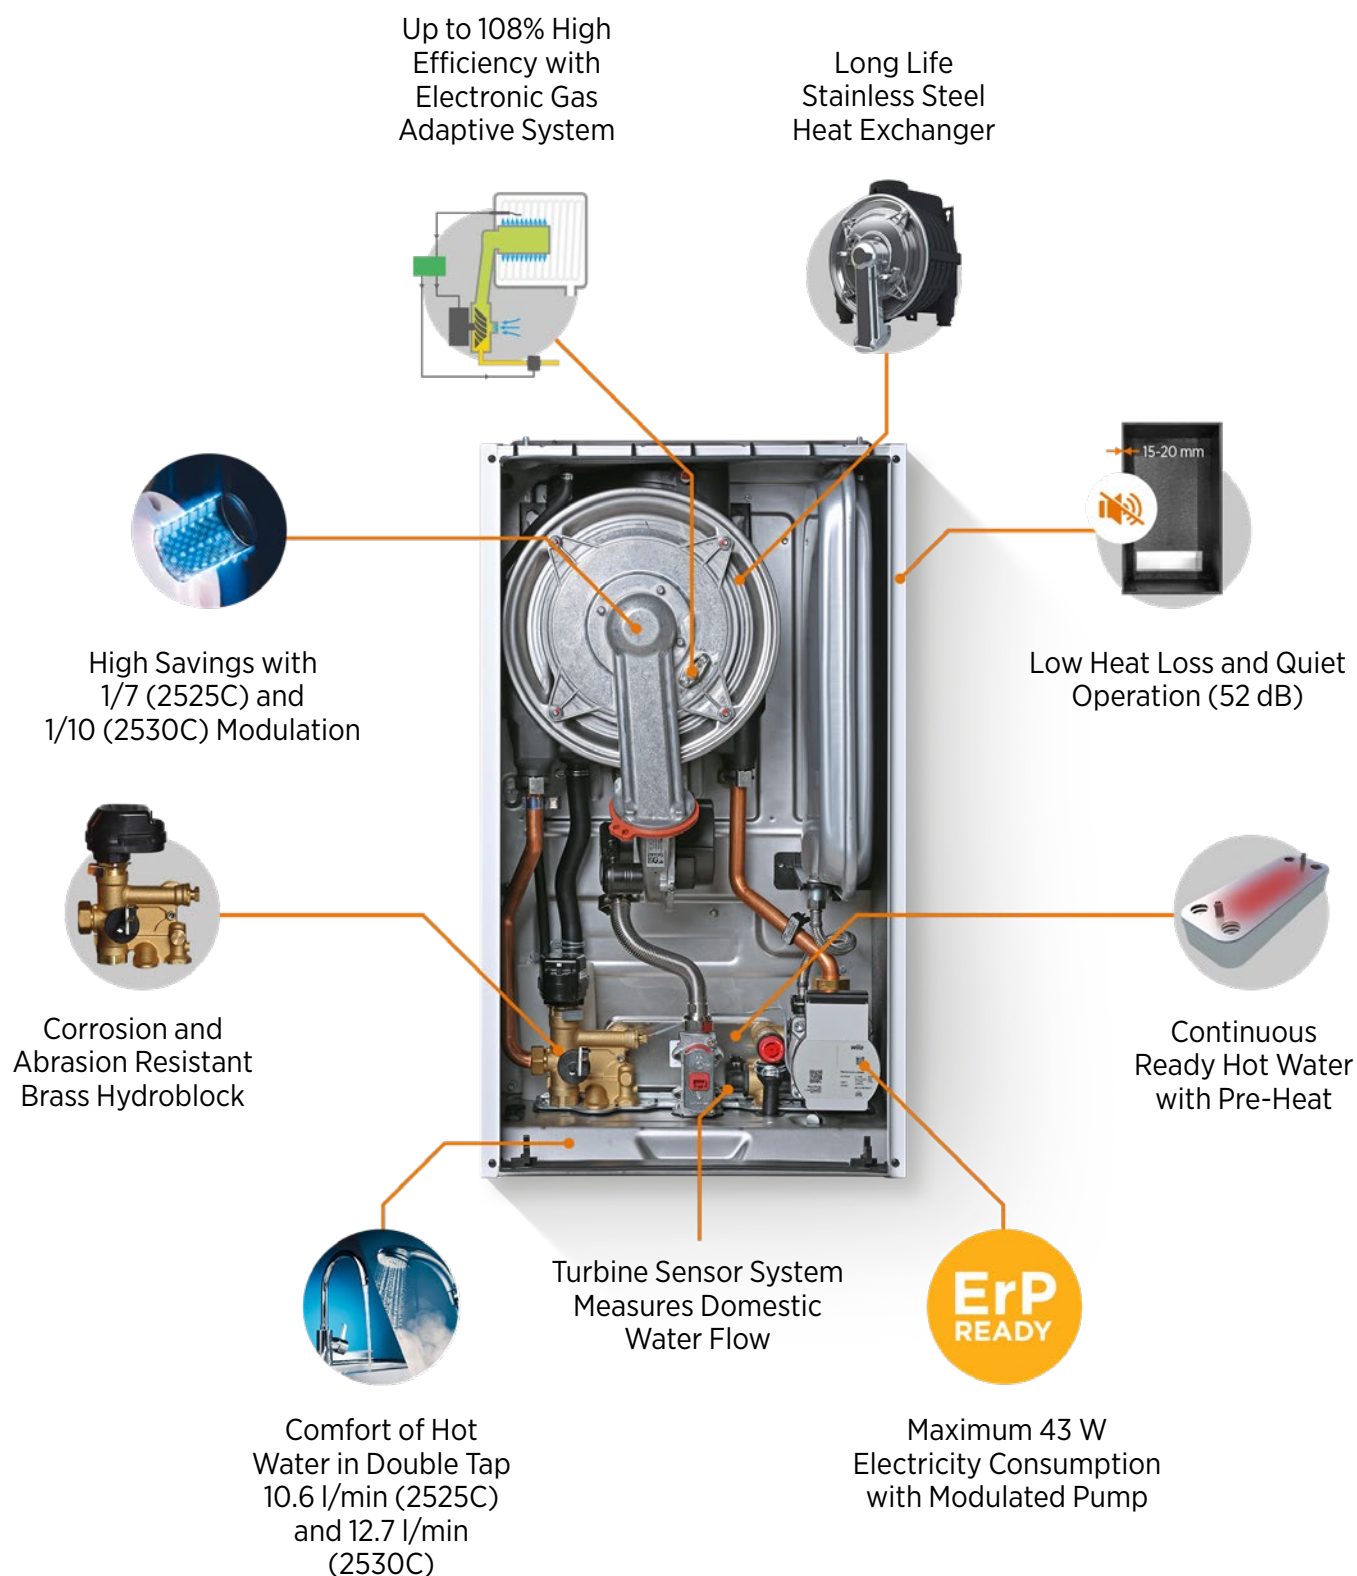 Up to 108% High
Efficiency with
Electronic Gas
Adaptive System
Long Life
Stainless Steel
Heat Exchanger
15-20 mm
High Savings with
1/7 (2525C) and
1/10 (2530C) Modulation
Low Heat Loss and Quiet
Operation (52 dB)
Corrosion and
Abrasion Resistant
Brass Hydroblock
Continuous
Ready Hot Water
with Pre-Heat
wilo
Turbine Sensor System
Measures Domestic
Water Flow
ErP
READY
Comfort of Hot
Water in Double Tap
10.6 l/min (2525C)
and 12.7 l/min
(2530C)
Maximum 43 W
Electricity Consumption
with Modulated Pump